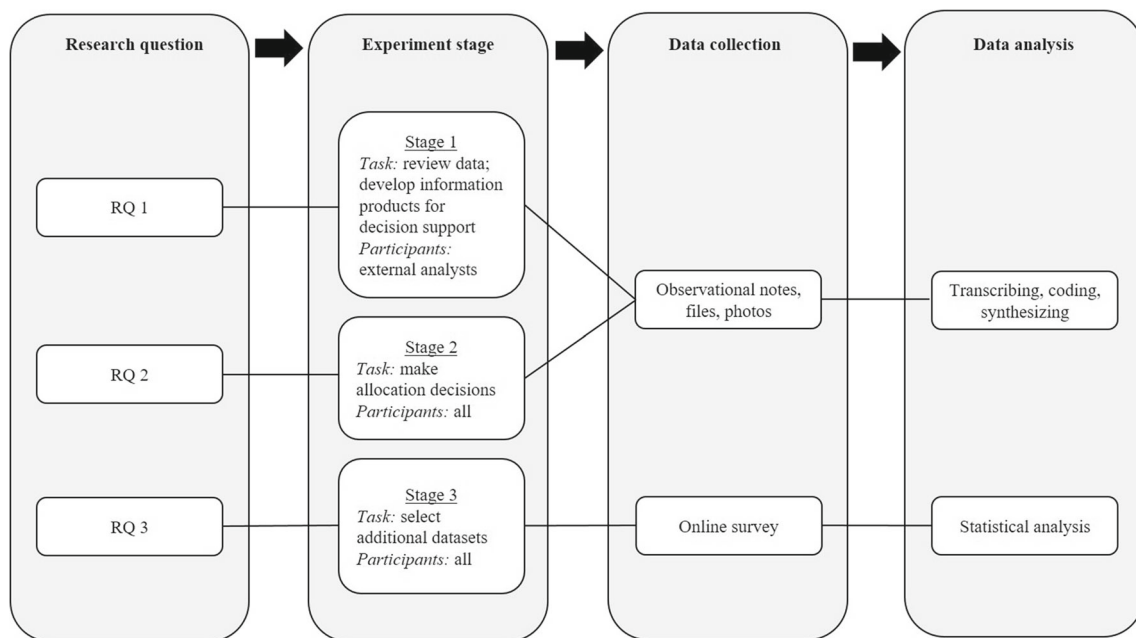 Research question
Experiment stage
Data collection
Data analysis
RQ 1
Stage 1
Task: review data;
develop information
products for
decision support
Participants:
external analysts
Observational notes,
files, photos
Transcribing, coding,
synthesizing
RQ 2
Stage 2
Task: make
allocation decisions
Participants: all
RQ 3
Stage 3
Task: select
additional datasets
Participants: all
Online survey
Statistical analysis